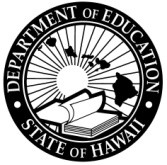 DEPARTMENT OF EDUCATION
STATE OF HAWAII